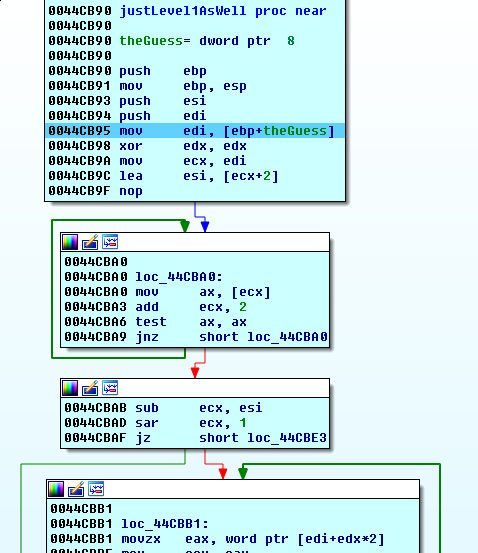 0044CB90 justLevel1AsWell proc near
0044CB90
0044CB90 theGuess= dword ptr  8
0044CB90
0044CB90 push    ebp
0044CB91 mov     ebp, esp
0044CB93 push    esi
0044CB94 push    edi
0044CB95 mov     edi, [ebp+theGuess]
0044CB98 xor     edx, edx
0044CB9A mov     ecx, edi
0044CB9C lea     esi, [ecx+2]
0044CB9F nop
0044CBA0
0044CBA0 loc_44CBA0:
0044CBA0 mov     ax, [ecx]
0044CBA3 add     ecx, 2
0044CBA6 test    ax, ax
0044CBA9 jnz     short loc_44CBA0
0044CBAB sub     ecx, esi
0044CBAD sar     ecx, 1
0044CBAF jz      short loc_44CBE3
0044CBB1
0044CBB1 loc_44CBB1:
0044CBB1 movzx   eax, word ptr [edi+edx*2]